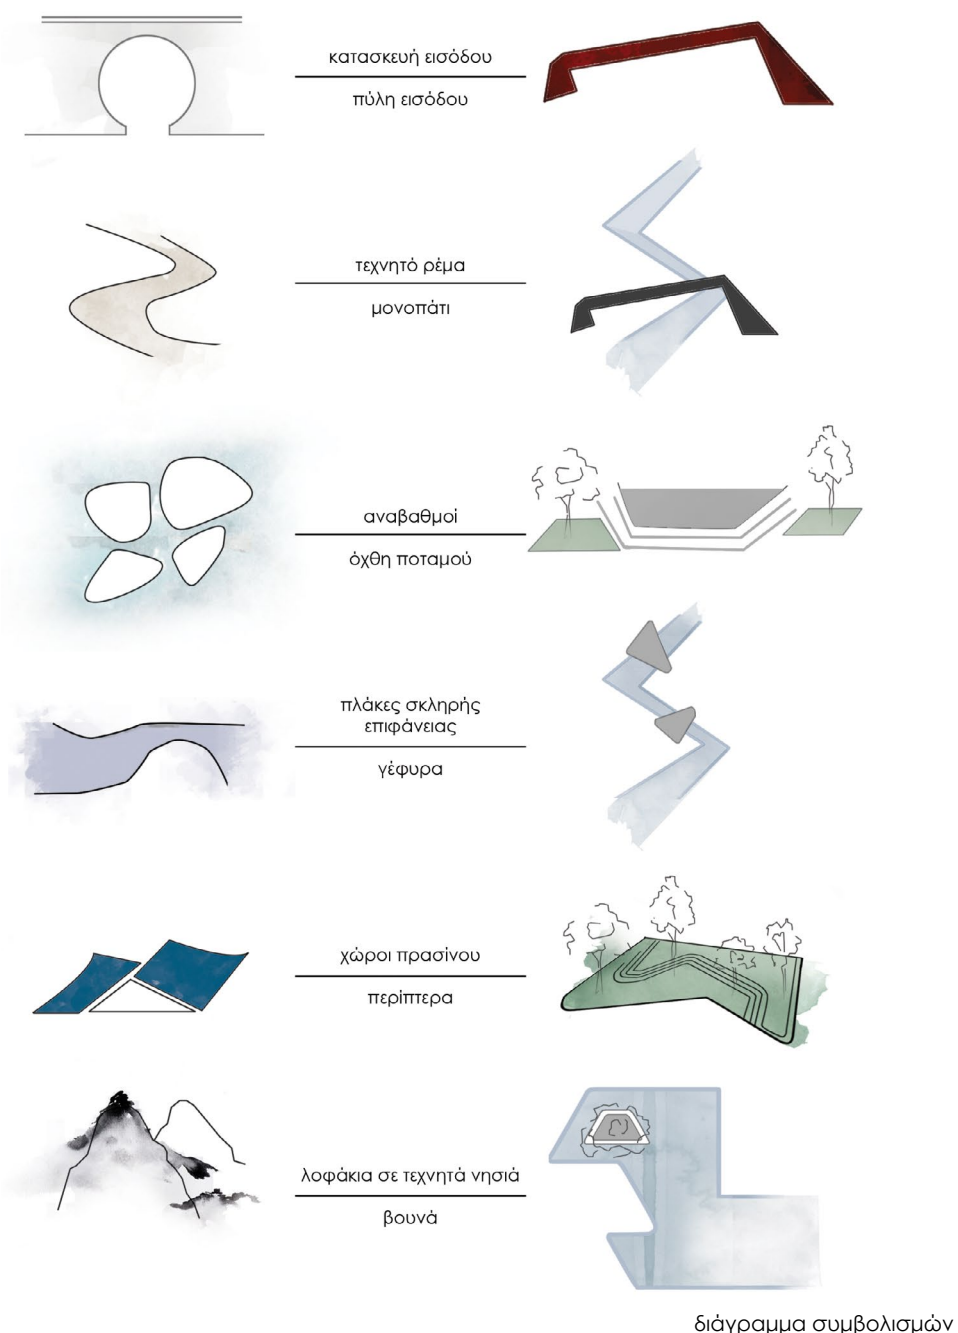 κατασκευή εισόδου
πύλη εισόδου
τεχνητό ρέμα
μονοπάτι
αναβαθμοί
όχθη ποταμού
πλάκες σκληρής
επιφάνειας
γέφυρα
χώροι πρασίνου
περίπτερα
λοφάκια σε τεχνητά νησιά
βουνά
διάγραμμα συμβολισμών